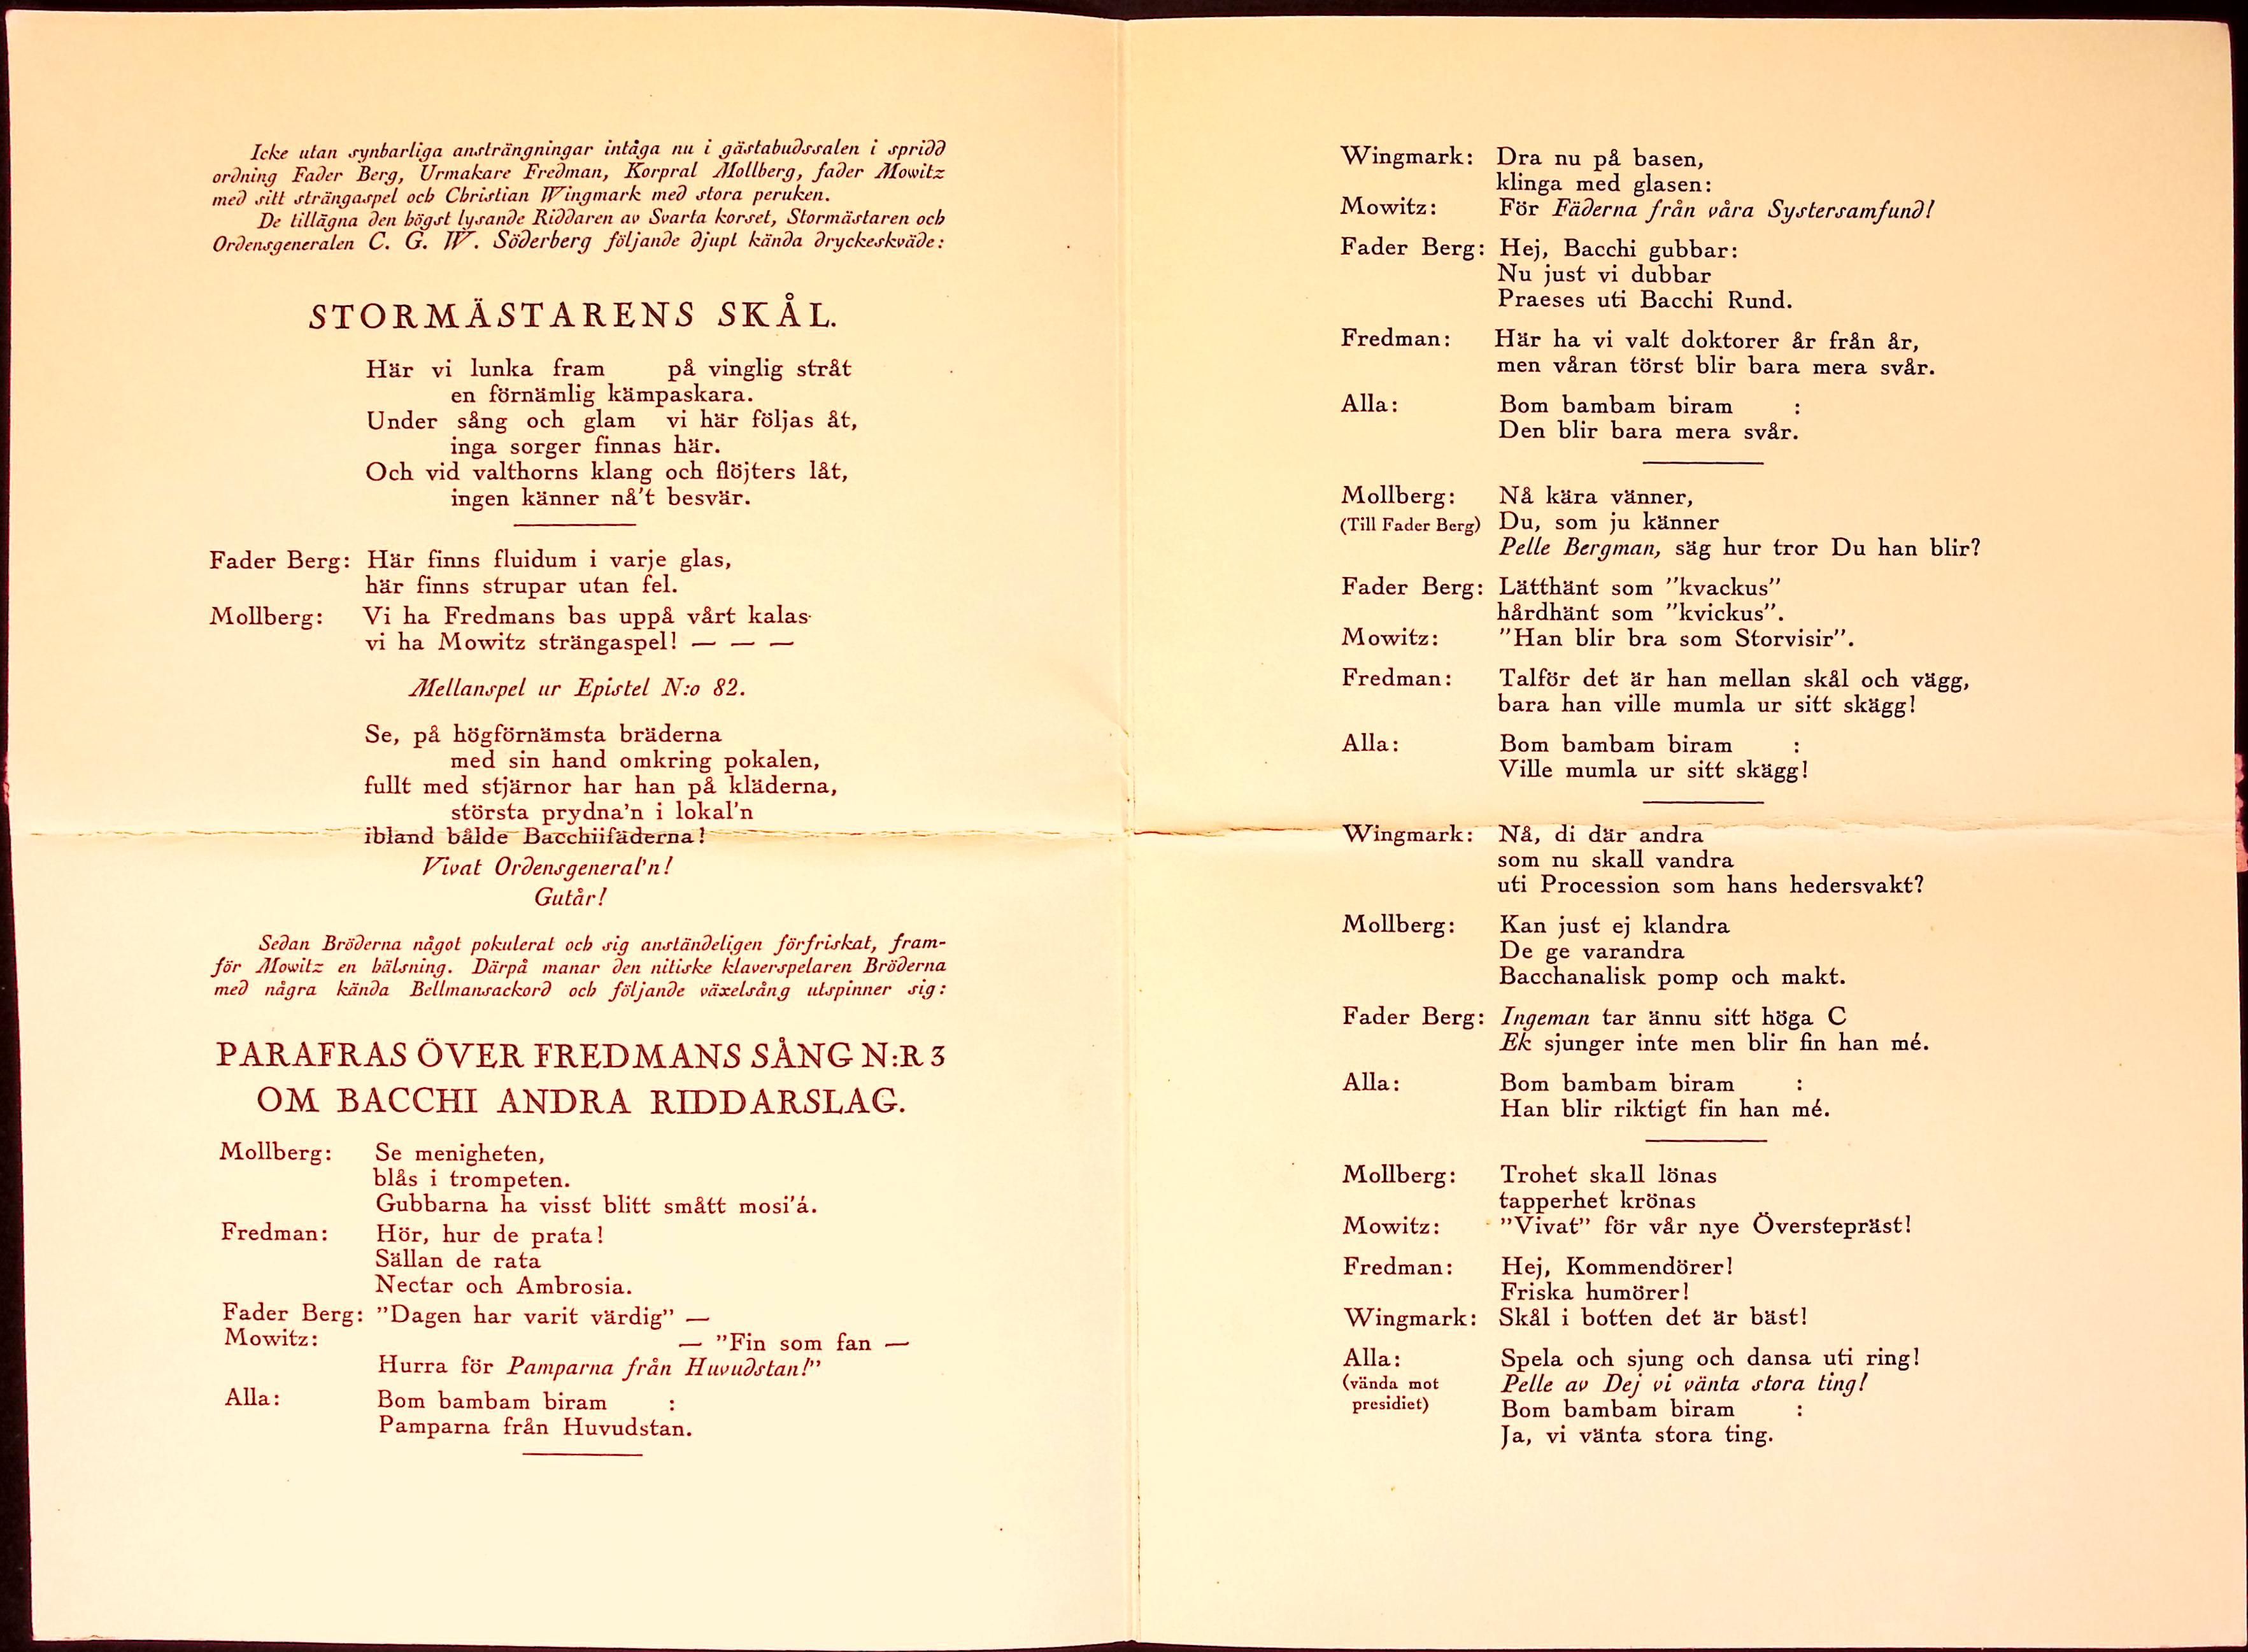 Icke utan synbarliga ansträngningar intåga nu i gästabudssalen i spridd
ordning Fader Berg, Urmakare Fredman, Korpral Mollberg, fader Mowitz
med sitt strängaspel och Christian Wingmark med stora peruken.
De tillägna den högst lysande Riddaren av Svarta korset, Stormästaren och
Ordensgeneralen C. G. W. Söderberg följande djupt kända dryckeskväde:
STORMÄSTARENS SKÅL.
Här vi lunka fram på vinglig stråt
en förnämlig kämpaskara.
Under sång och glam vi här följas åt,
inga sorger finnas här.
Och vid valthorns klang och flöjters låt,
ingen känner nå't besvär.
Fader Berg: Här finns fluidum i varje glas,
här finns strupar utan fel.
Mollberg: Vi ha Fredmans bas uppå vårt kalas
vi ha Mowitz strängaspel! — — —
Mellanspel ur Epistel N:o 82.
Se, på högförnämsta bräderna
med sin hand omkring pokalen,
fullt med stjärnor har han på kläderna,
största prydna'n i lokal'n
ibland bålde Bacchiifäderna!
Vivat Ordensgeneral'n!
Gutår!
Sedan Bröderna något pokulerat och sig anständeligen förfriskat, fram-
för Mowitz en hälsning. Därpå manar den nitiske klaverspelaren Bröderna
med några kända Bellmansackord och följande växelsång utspinner sig:
PARAFRAS ÖVER FREDMANS SÅNG N:R 3
OM BACCHI ANDRA RIDDARSLAG.
Mollberg: Se menigheten,
blås i trompeten.
Gubbarna ha visst blitt smått mosi'á.
Fredman: Hör, hur de prata!
Sällan de rata
Nectar och Ambrosia.
Fader Berg: "Dagen har varit värdig" —
Mowitz: — "Fin som fan —
Hurra för Pamparna från Huvudstan!"
Alla: Bom bambam biram :
Pamparna från Huvudstan.
Wingmark: Dra nu på basen,
klinga med glasen:
Mowitz: För Fäderna från våra Systersamfund!
Fader Berg: Hej, Bacchi gubbar:
Nu just vi dubbar
Praeses uti Bacchi Rund.
Fredman: Här ha vi valt doktorer år från år,
men våran törst blir bara mera svår.
Alla: Bom bambam biram :
Den blir bara mera svår.
Mollberg: Nå kära vänner,
(Till Fader Berg) Du, som ju känner
Pelle Bergman, säg hur tror Du han blir?
Fader Berg: Lätthänt som "kvackus"
hårdhänt som "kvickus".
Mowitz: "Han blir bra som Storvisir".
Fredman: Talför det är han mellan skål och vägg,
bara han ville mumla ur sitt skägg!
Alla: Bom bambam biram :
Ville mumla ur sitt skägg!
Wingmark: Nå, di där andra
som nu skall vandra
uti Procession som hans hedersvakt?
Mollberg: Kan just ej klandra
De ge varandra
Bacchanalisk pomp och makt.
Fader Berg: Ingeman tar ännu sitt höga C
Ek sjunger inte men blir fin han mé.
Alla: Bom bambam biram :
Han blir riktigt fin han mé.
Mollberg: Trohet skall lönas
tapperhet krönas
Mowitz: "Vivat" för vår nye Överstepräst!
Fredman: Hej, Kommendörer!
Friska humörer!
Wingmark: Skål i botten det är bäst!
Alla: Spela och sjung och dansa uti ring!
(vända mot Pelle av Dej vi vänta stora ting!
presidiet) Bom bambam biram :
Ja, vi vänta stora ting.